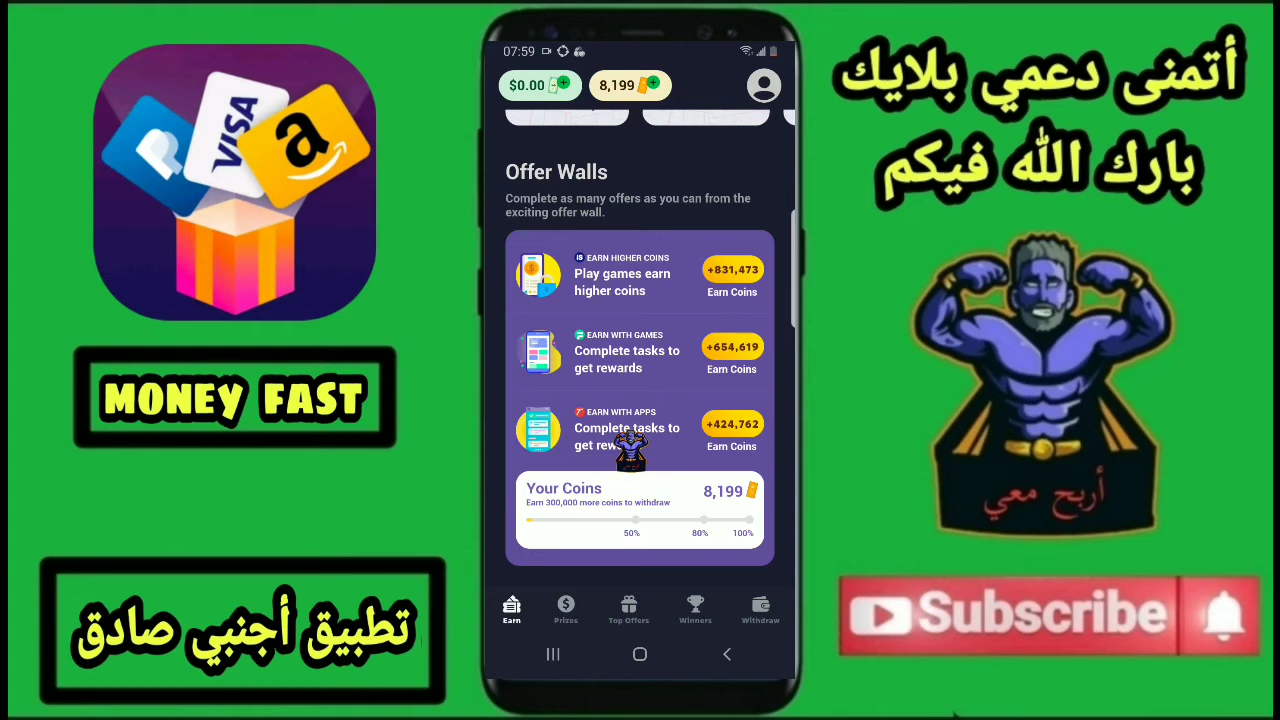 VISA
a
MONEY FAST
تطبيق أجنبي صادق
07:59
$0.00
8,199
Offer Walls
Complete as many offers as you can from the
exciting offer wall.
EARN HIGHER COINS
Play games earn
higher coins
+831,473
Earn Coins
EARN WITH GAMES
Complete tasks to
get rewards
+654,619
Earn Coins
EARN WITH APPS
Complete tasks to
get rew
+424,762
Earn Coins
Your Coins
8,199
Earn 300,000 more coins to withdraw
50%
80%
100%
Earn
Prizes
Top Offers
Winners
Withdraw
أتمنى دعمي بلايك
بارك الله فيكم
أربح معي
Subscribe